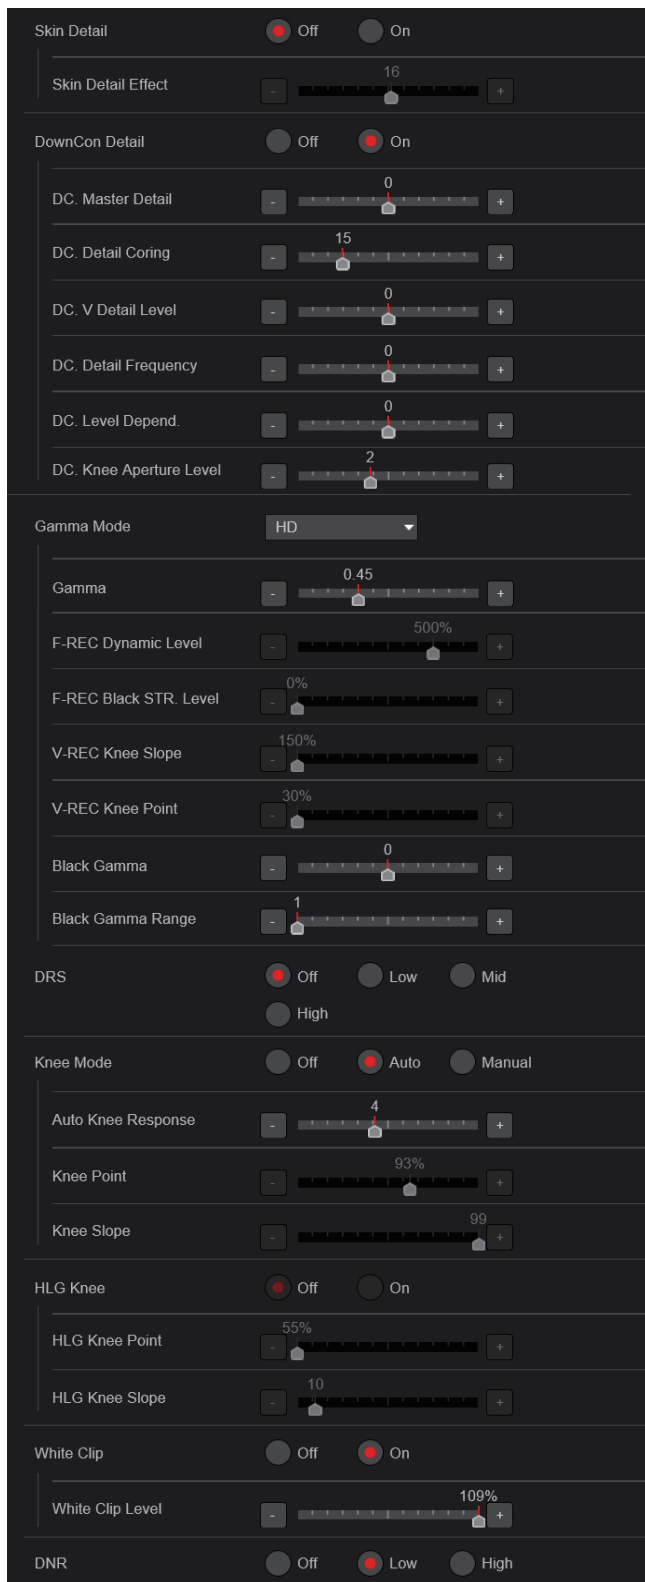 Skin Detail Off On
16
Skin Detail Effect - +
DownCon Detail Off On
0
DC. Master Detail - +
15
DC. Detail Coring - +
0
DC. V Detail Level - +
0
DC. Detail Frequency - +
0
DC. Level Depend. - +
2
DC. Knee Aperture Level - +
Gamma Mode HD
0.45
Gamma - +
500%
F-REC Dynamic Level - +
0%
F-REC Black STR. Level - +
150%
V-REC Knee Slope - +
30%
V-REC Knee Point - +
0
Black Gamma - +
1
Black Gamma Range - +
DRS Off Low Mid
High
Knee Mode Off Auto Manual
4
Auto Knee Response - +
93%
Knee Point - +
99
Knee Slope - +
HLG Knee Off On
55%
HLG Knee Point - +
10
HLG Knee Slope - +
White Clip Off On
109%
White Clip Level - +
DNR Off Low High